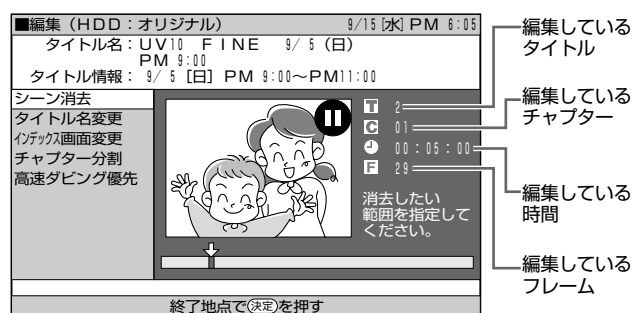 ■編集（HDD：オリジナル） 9/15［水］PM 6:05
タイトル名：UV10 FINE 9/ 5（日）
PM 9:00
タイトル情報： 9/ 5［日］PM 9:00～PM11:00
シーン消去
タイトル名変更
インデックス画面変更
チャプター分割
高速ダビング優先
T 2
C 01
00：05：00
F 29
消去したい
範囲を指定して
ください。
終了地点で決定を押す
編集している
タイトル
編集している
チャプター
編集している
時間
編集している
フレーム